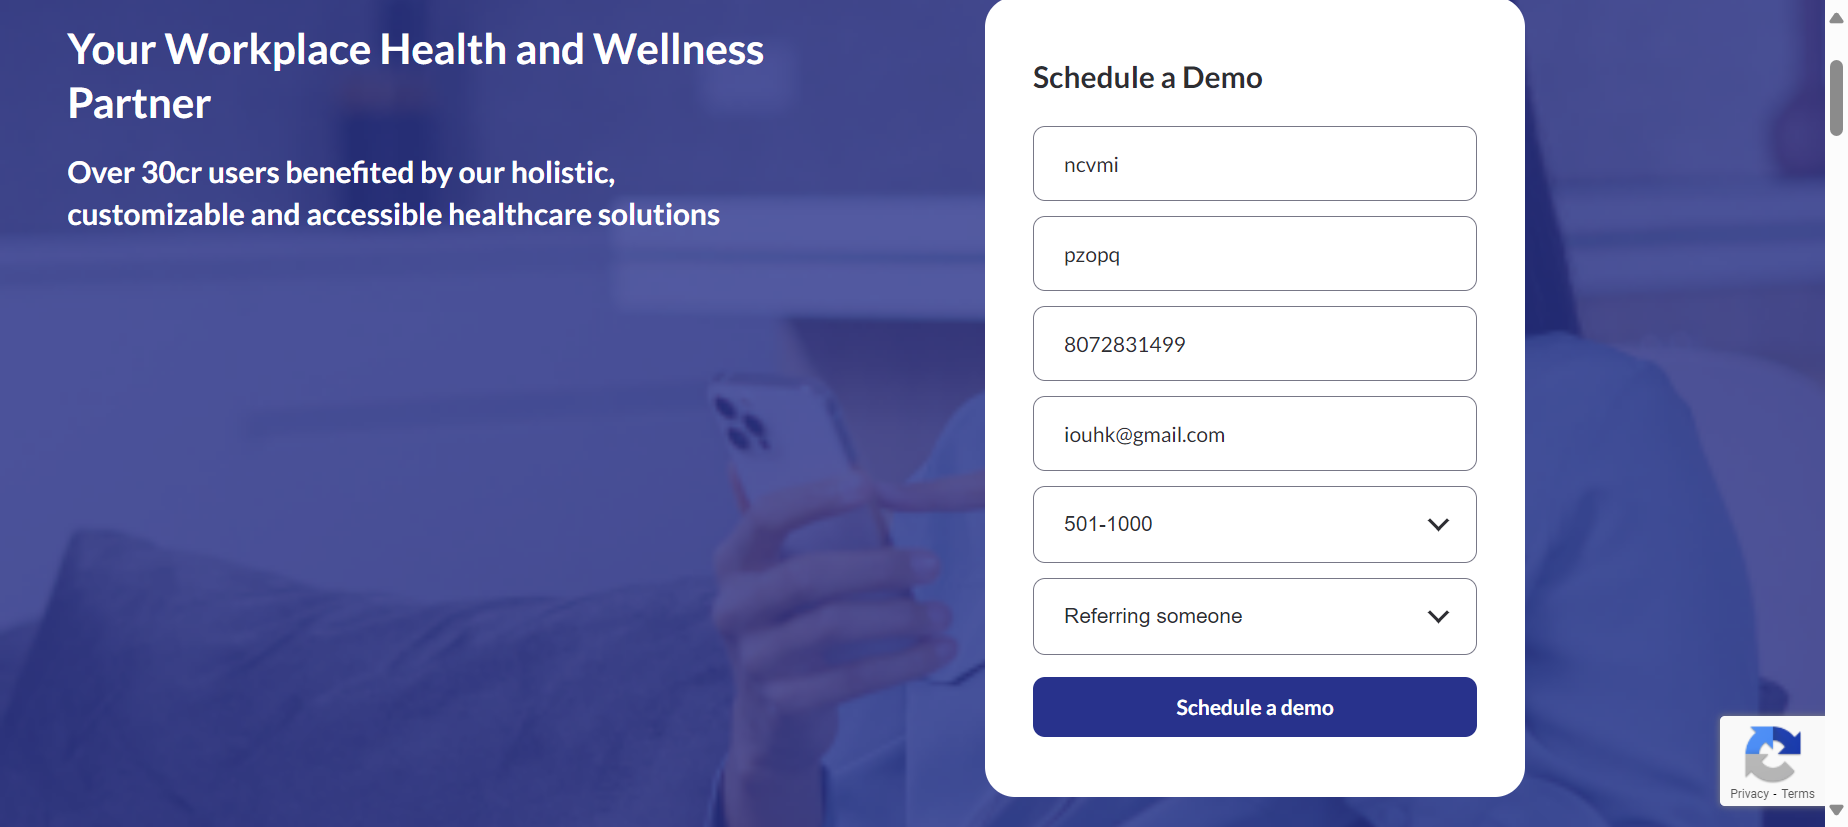 Your Workplace Health and Wellness
Partner
Over 30cr users benefited by our holistic,
customizable and accessible healthcare solutions
Schedule a Demo
ncvmi
pzopq
8072831499
iouhk@gmail.com
501-1000
Referring someone
Schedule a demo
Privacy - Terms